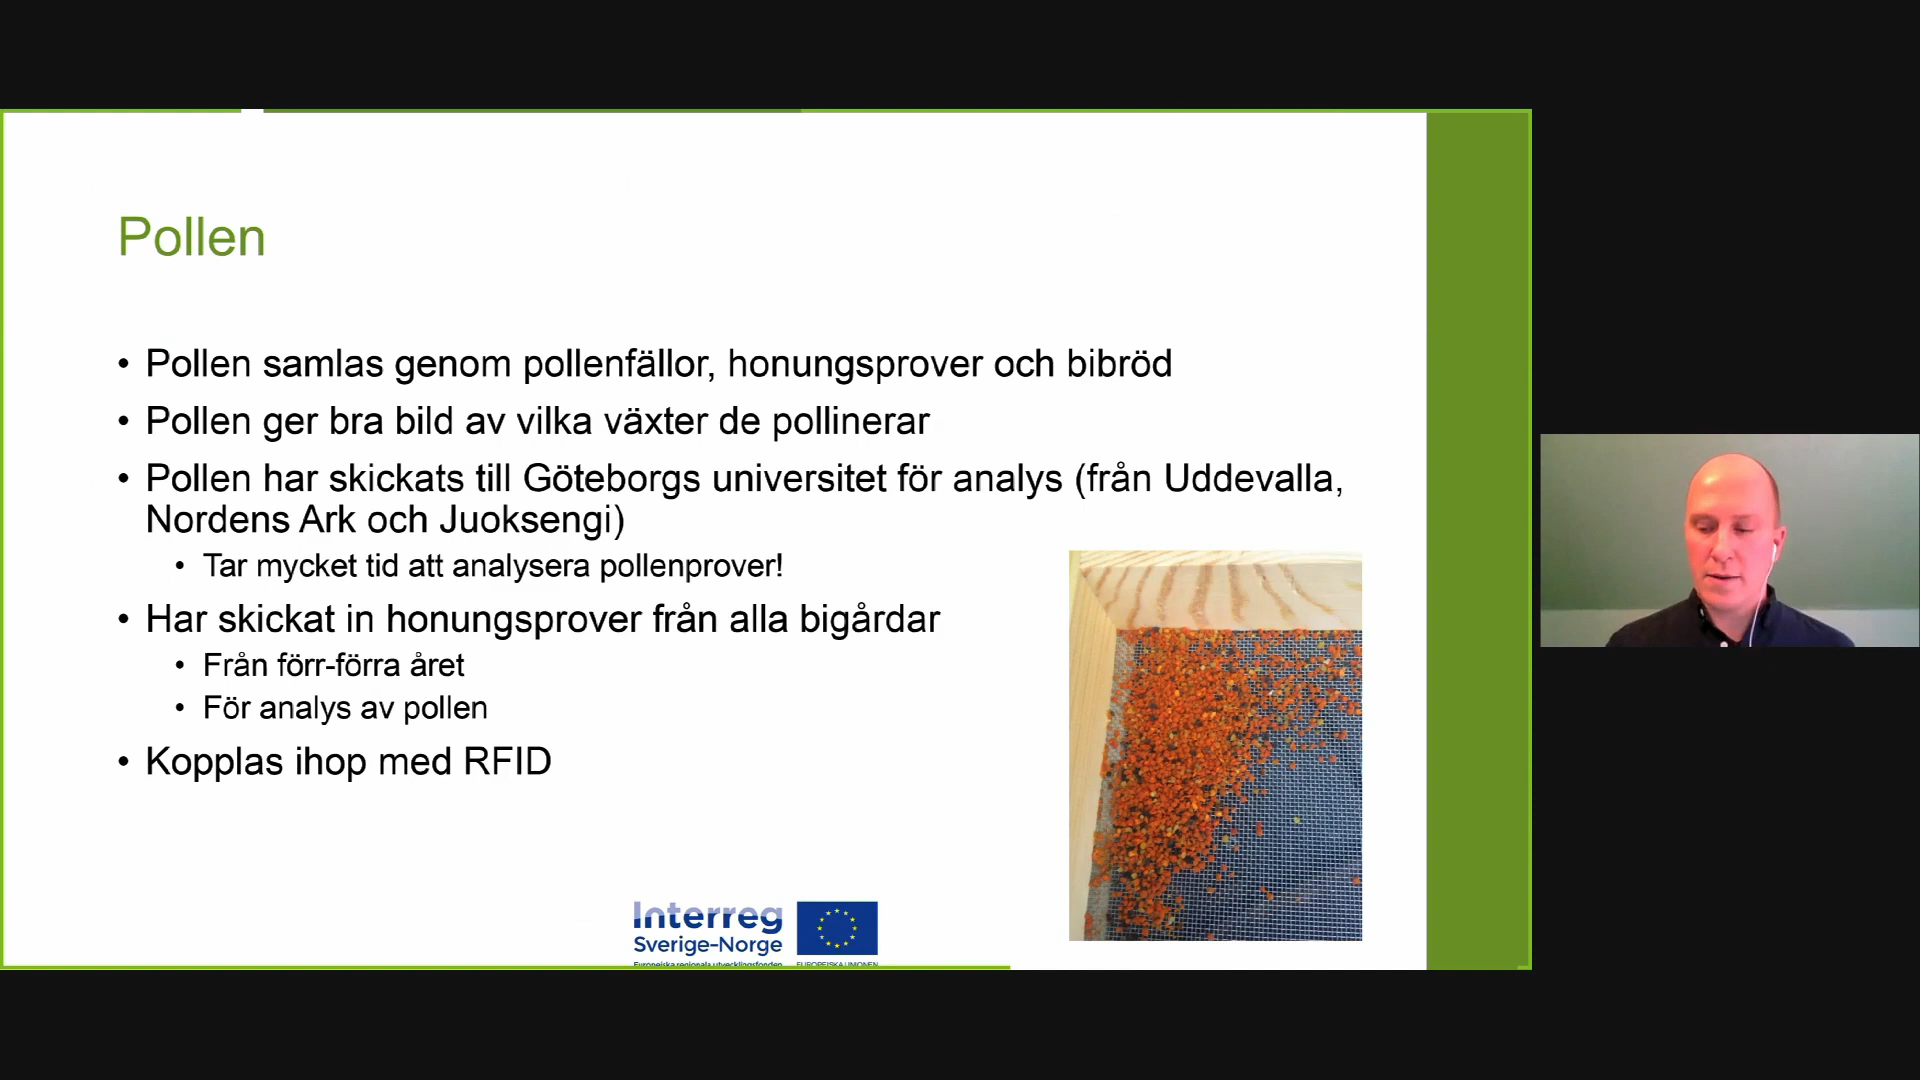 Pollen
• Pollen samlas genom pollenfällor, honungsprover och bibröd
• Pollen ger bra bild av vilka växter de pollinerar
• Pollen har skickats till Göteborgs universitet för analys (från Uddevalla,
Nordens Ark och Juoksengi)
• Tar mycket tid att analysera pollenprover!
• Har skickat in honungsprover från alla bigårdar
• Från förr-förra året
• För analys av pollen
• Kopplas ihop med RFID
Interreg
Sverige-Norge
Europeiska regionala utvecklingsfonden
EUROPEISKA UNIONEN